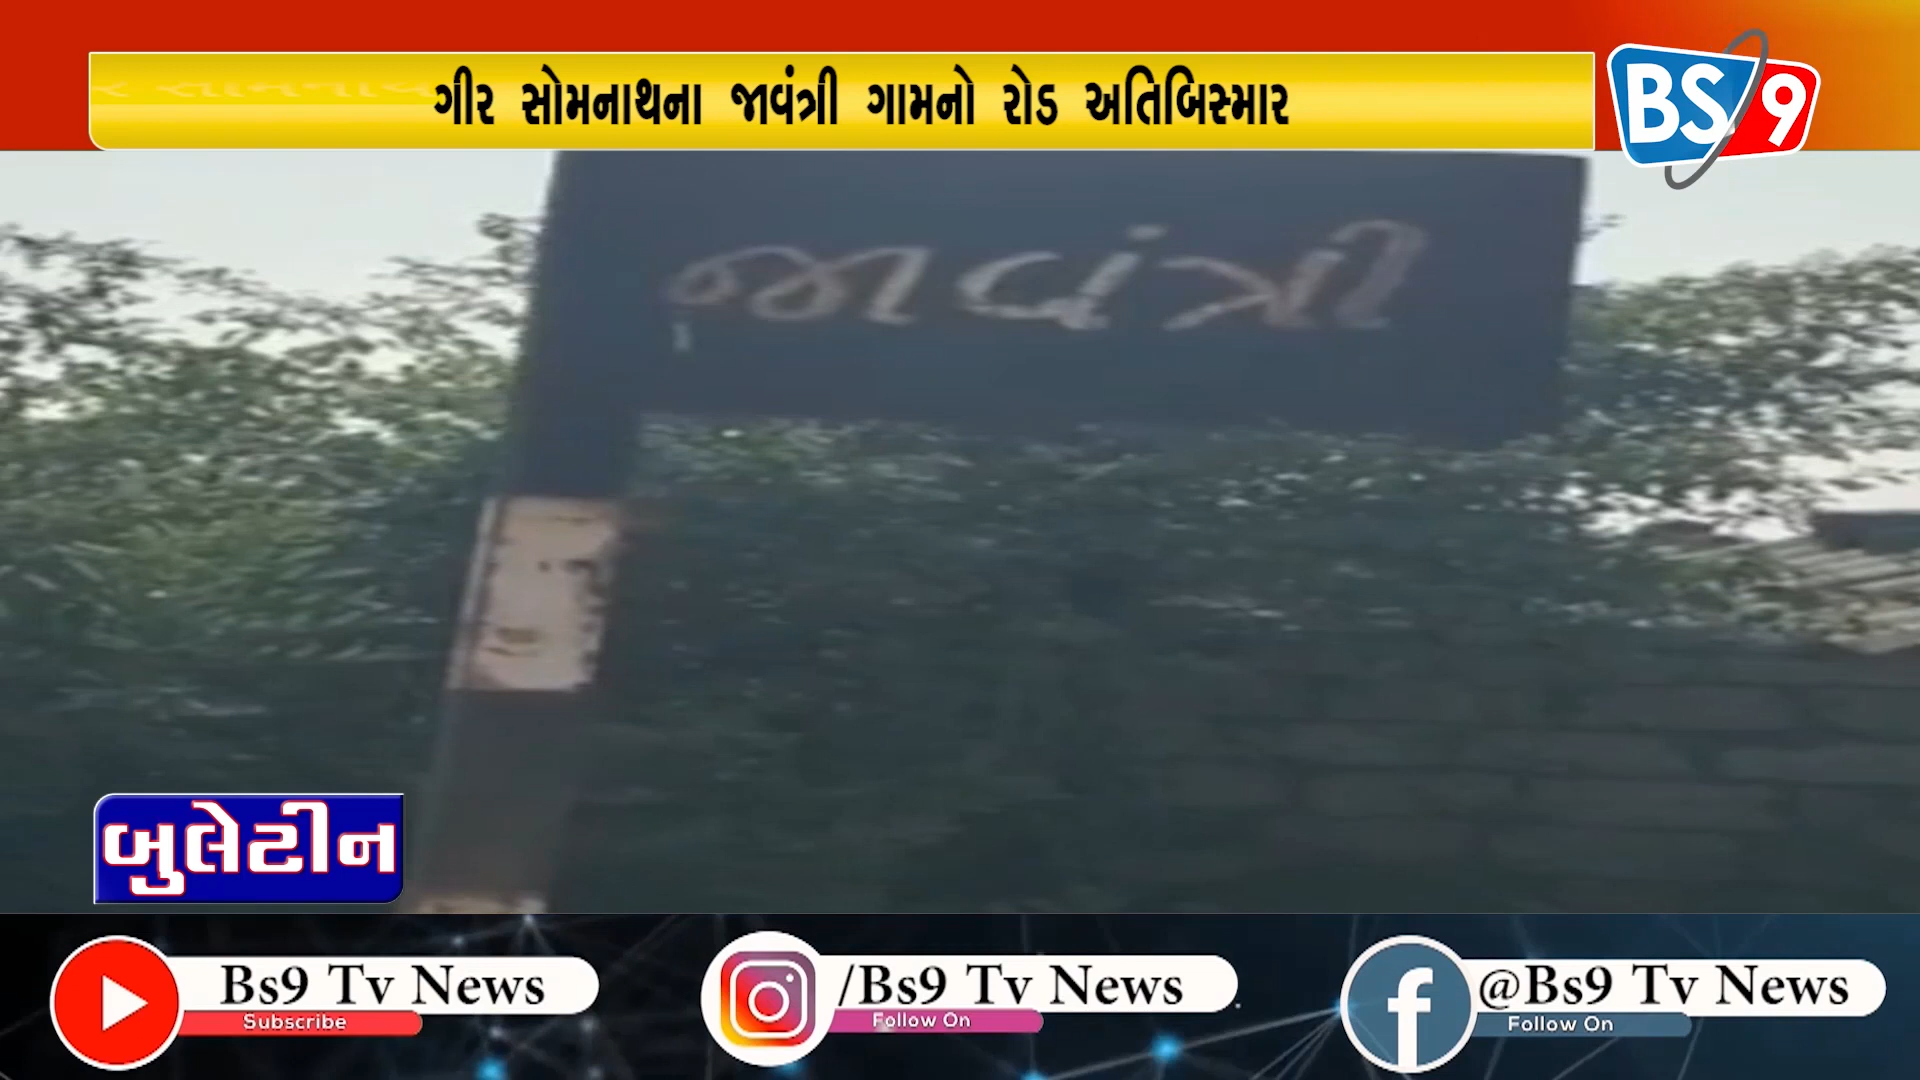 ગીર સોમનાથના જાવંત્રી ગામનો રોડ અતિબિસ્માર
BS9
જાવંત્રી
બુલેટીન
Bs9 Tv News
Subscribe
/Bs9 Tv News
Follow On
@Bs9 Tv News
Follow On